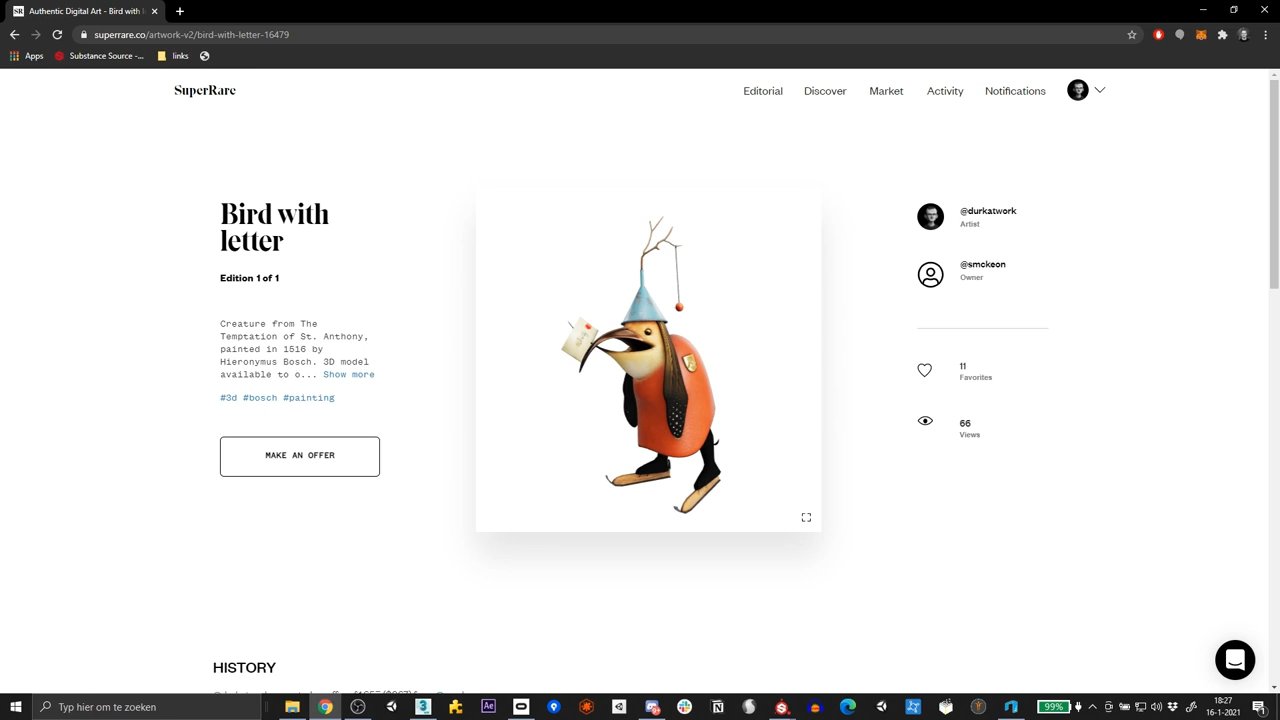 Authentic Digital Art - Bird with l
superrare.co/artwork-v2/bird-with-letter-16479
Apps
Substance Source -...
links
SuperRare
Editorial
Discover
Market
Activity
Notifications
Bird with
letter
Edition 1 of 1
Creature from The
Temptation of St. Anthony,
painted in 1516 by
Hieronymus Bosch. 3D model
available to o... Show more
#3d #bosch #painting
MAKE AN OFFER
@durkatwork
Artist
@smckeon
Owner
11
Favorites
66
Views
HISTORY
Typ hier om te zoeken
99%
18:27
16-1-2021